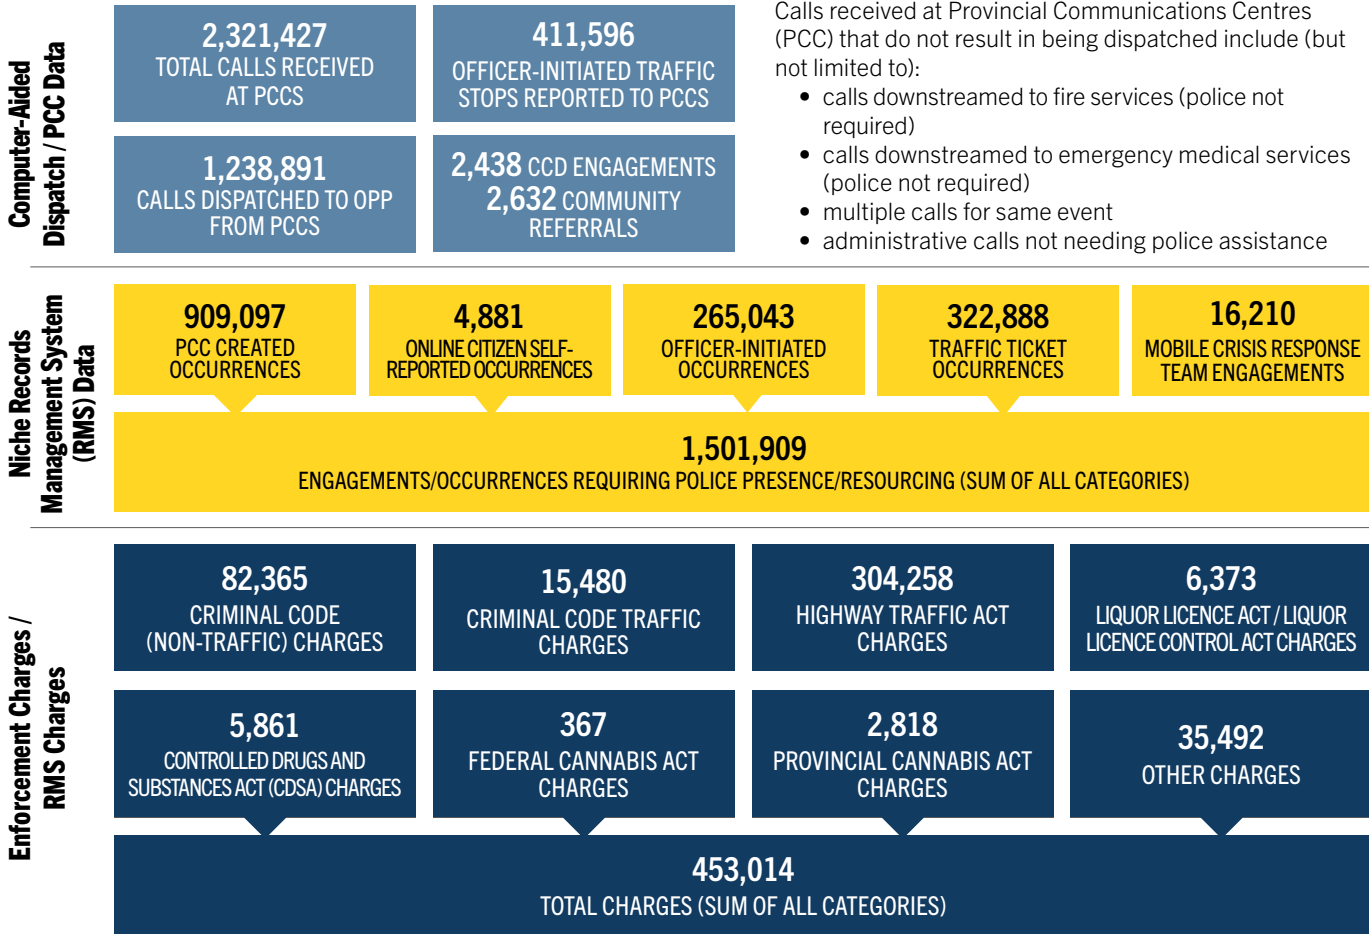 Computer-Aided
Dispatch / PCC Data
2,321,427
TOTAL CALLS RECEIVED
AT PCCS
411,596
OFFICER-INITIATED TRAFFIC
STOPS REPORTED TO PCCS
1,238,891
CALLS DISPATCHED TO OPP
FROM PCCS
2,438 CCD ENGAGEMENTS
2,632 COMMUNITY
REFERRALS
Calls received at Provincial Communications Centres
(PCC) that do not result in being dispatched include (but
not limited to):
• calls downstreamed to fire services (police not
required)
• calls downstreamed to emergency medical services
(police not required)
• multiple calls for same event
• administrative calls not needing police assistance
Niche Records
Management System
(RMS) Data
909,097
PCC CREATED
OCCURRENCES
4,881
ONLINE CITIZEN SELF-
REPORTED OCCURRENCES
265,043
OFFICER-INITIATED
OCCURRENCES
322,888
TRAFFIC TICKET
OCCURRENCES
16,210
MOBILE CRISIS RESPONSE
TEAM ENGAGEMENTS
1,501,909
ENGAGEMENTS/OCCURRENCES REQUIRING POLICE PRESENCE/RESOURCING (SUM OF ALL CATEGORIES)
Enforcement Charges /
RMS Charges
82,365
CRIMINAL CODE
(NON-TRAFFIC) CHARGES
15,480
CRIMINAL CODE TRAFFIC
CHARGES
304,258
HIGHWAY TRAFFIC ACT
CHARGES
6,373
LIQUOR LICENCE ACT / LIQUOR
LICENCE CONTROL ACT CHARGES
5,861
CONTROLLED DRUGS AND
SUBSTANCES ACT (CDSA) CHARGES
367
FEDERAL CANNABIS ACT
CHARGES
2,818
PROVINCIAL CANNABIS ACT
CHARGES
35,492
OTHER CHARGES
453,014
TOTAL CHARGES (SUM OF ALL CATEGORIES)